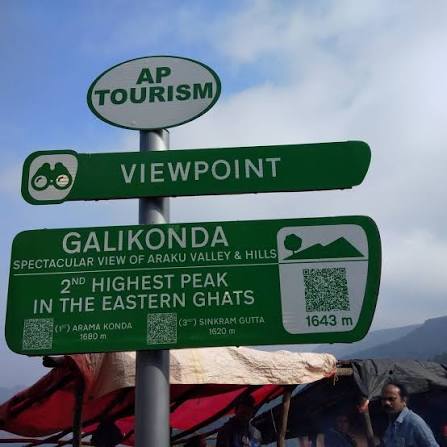 AP
TOURISM
VIEWPOINT
GALIKONDA
SPECTACULAR VIEW OF ARAKU VALLEY & HILLS
2ND HIGHEST PEAK
IN THE EASTERN GHATS
1643 m
(1ST) ARAMA KONDA
1680 m
(3RD) SINKRAM GUTTA
1620 m